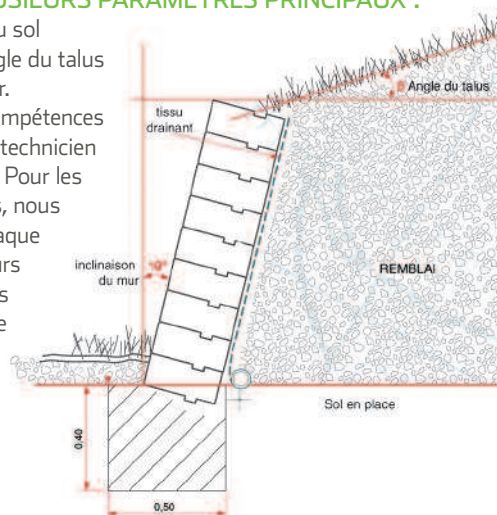 USIEURS PARAMÈTRES PRINCIPAUX :
u sol
gle du talus
r.
mpétences
technicien
Pour les
s, nous
aque
urs
s
e
tissu
drainant
Angle du talus
inclinaison
du mur
REMBLAI
Sol en place
0,40
0,50